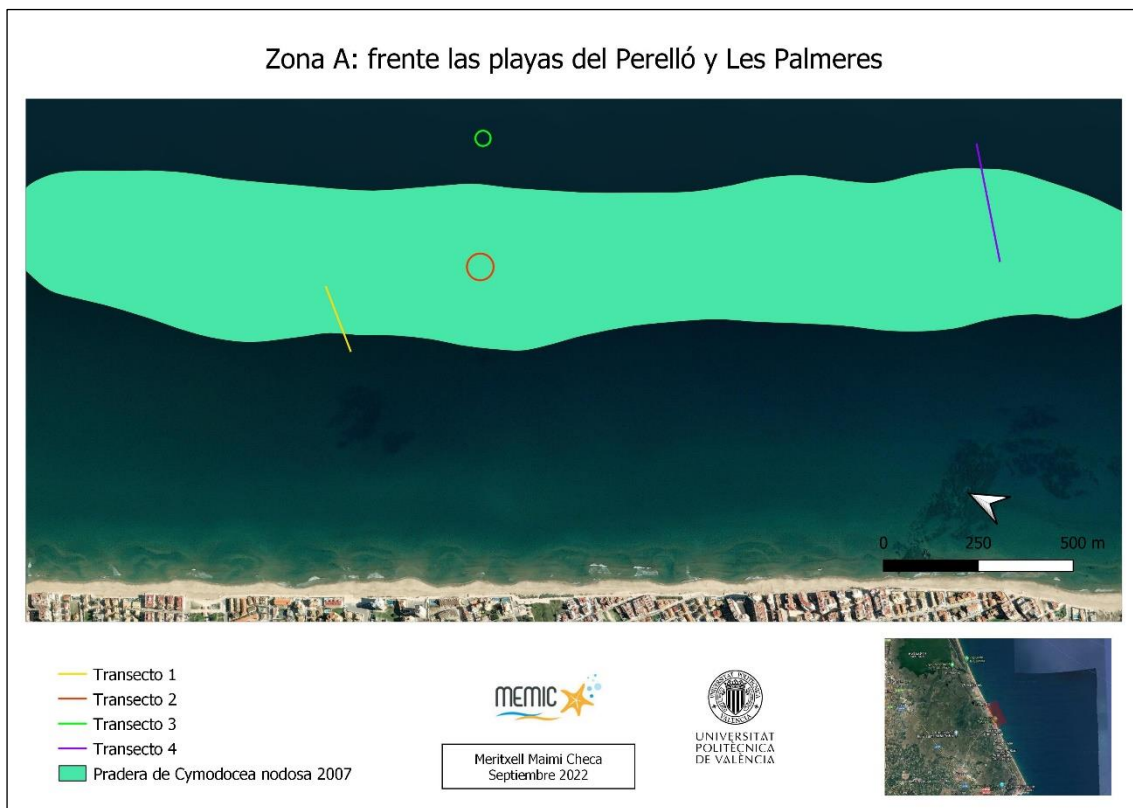 Zona A: frente las playas del Perelló y Les Palmeres
0 250 500 m
Transecto 1
Transecto 2
Transecto 3
Transecto 4
Pradera de Cymodocea nodosa 2007
MEMIC
Meritxell Maimi Checa
Septiembre 2022
UNIVERSITAT
POLITÈCNICA
DE VALÈNCIA